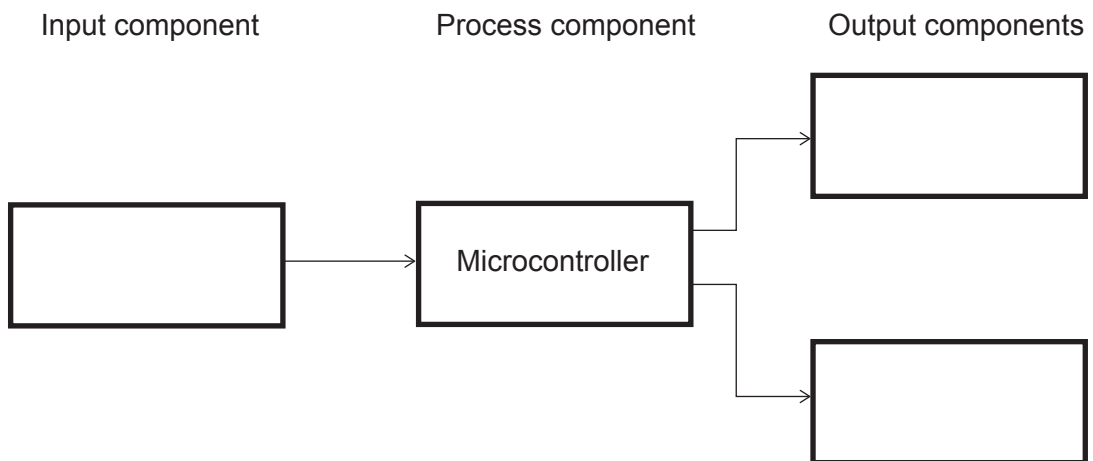 Input component
Process component
Output components
Microcontroller